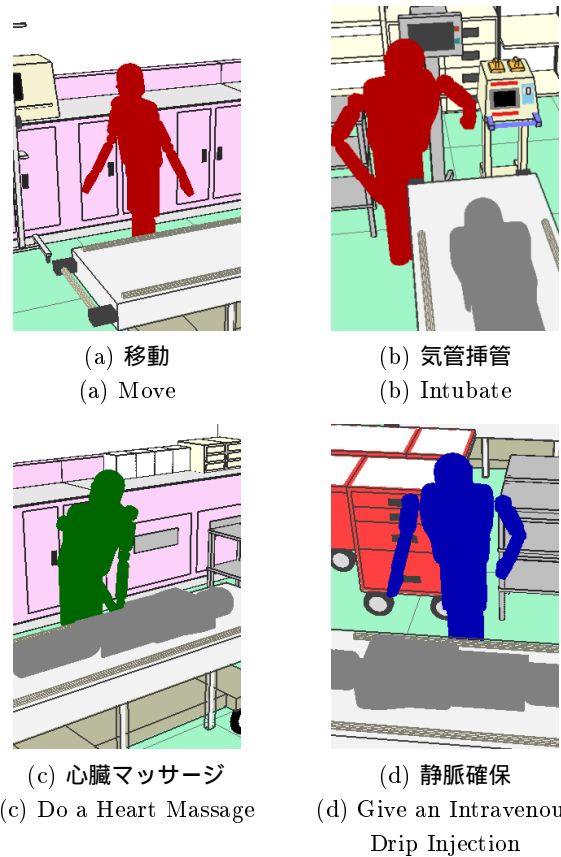 (a) 移動
(a) Move
(b) 気管挿管
(b) Intubate
(c) 心臓マッサージ
(c) Do a Heart Massage
(d) 静脈確保
(d) Give an Intravenou
Drip Injection